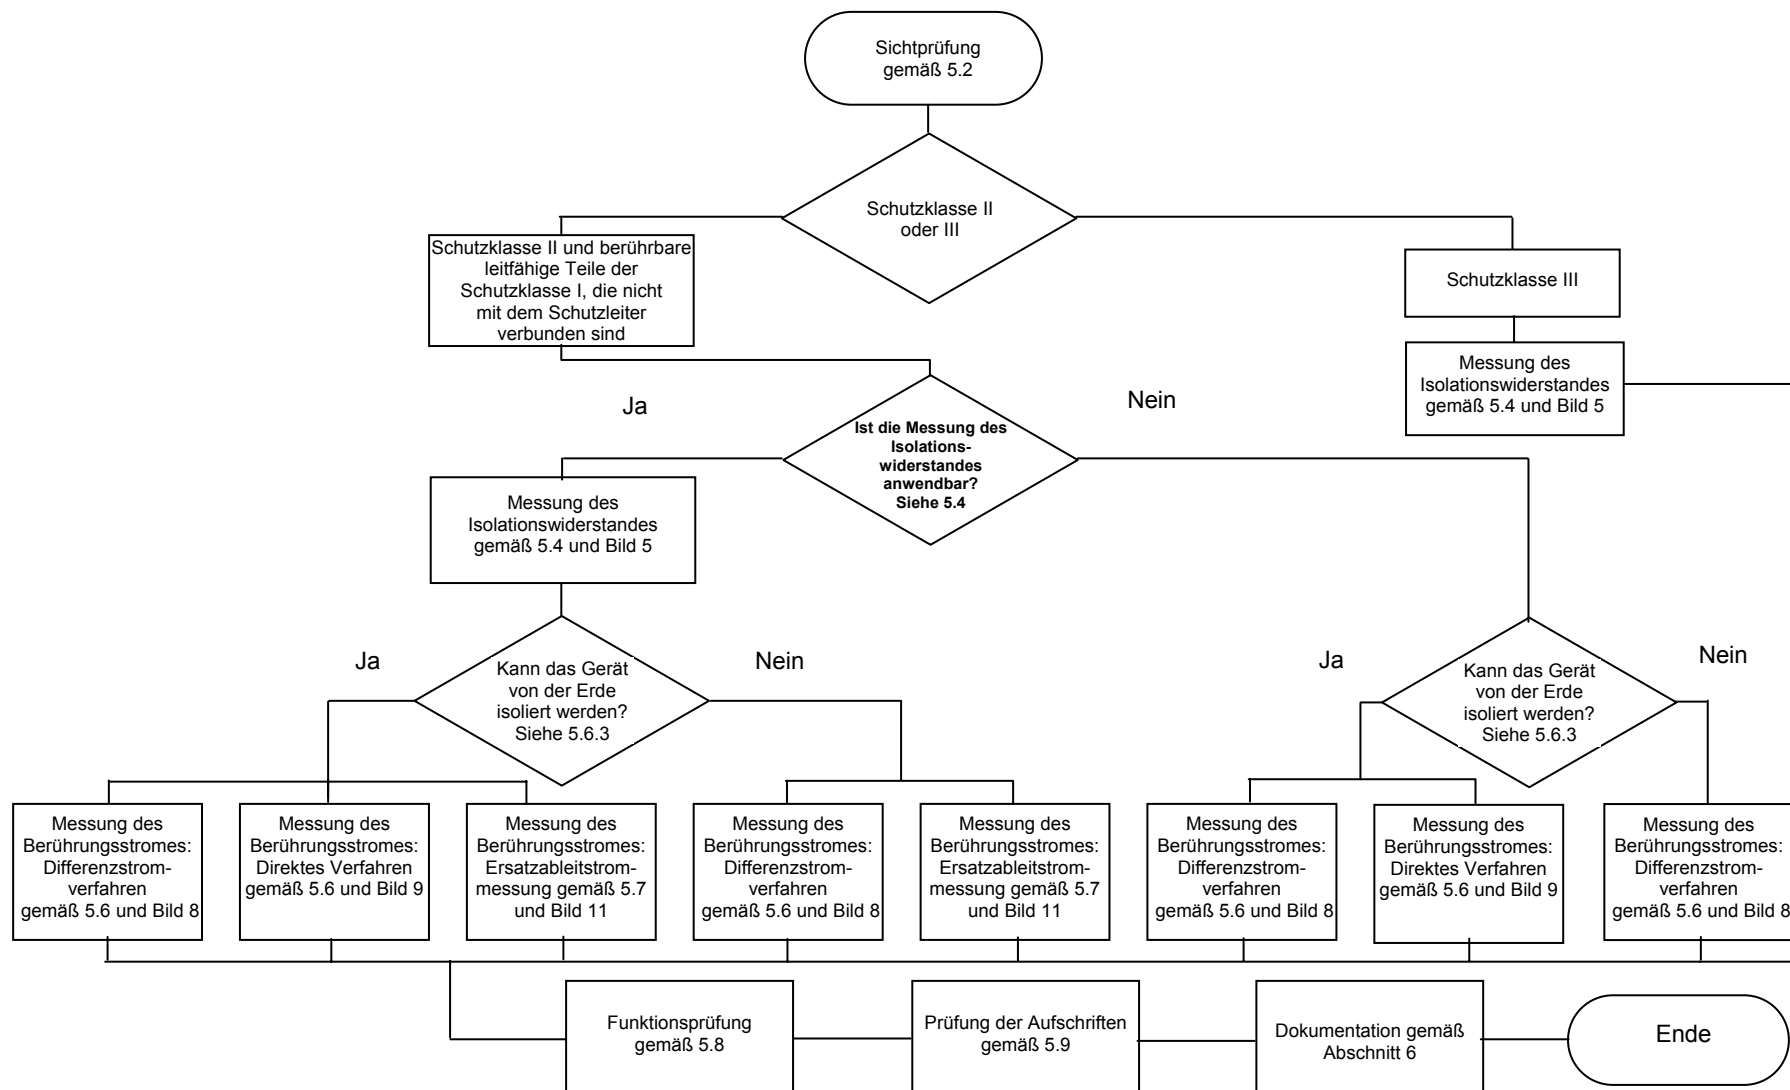 Sichtprüfung
gemäß 5.2
Schutzklasse II
oder III
Schutzklasse II und berührbare
leitfähige Teile der
Schutzklasse I, die nicht
mit dem Schutzleiter
verbunden sind
Schutzklasse III
Messung des
Isolationswiderstandes
gemäß 5.4 und Bild 5
Ja
Nein
Ist die Messung des
Isolations-
widerstandes
anwendbar?
Siehe 5.4
Messung des
Isolationswiderstandes
gemäß 5.4 und Bild 5
Ja
Nein
Kann das Gerät
von der Erde
isoliert werden?
Siehe 5.6.3
Ja
Nein
Kann das Gerät
von der Erde
isoliert werden?
Siehe 5.6.3
Messung des
Berührungsstromes:
Differenzstrom-
verfahren
gemäß 5.6 und Bild 8
Messung des
Berührungsstromes:
Direktes Verfahren
gemäß 5.6 und Bild 9
Messung des
Berührungsstromes:
Ersatzableitstrom-
messung gemäß 5.7
und Bild 11
Messung des
Berührungsstromes:
Differenzstrom-
verfahren
gemäß 5.6 und Bild 8
Messung des
Berührungsstromes:
Ersatzableitstrom-
messung gemäß 5.7
und Bild 11
Messung des
Berührungsstromes:
Differenzstrom-
verfahren
gemäß 5.6 und Bild 8
Messung des
Berührungsstromes:
Direktes Verfahren
gemäß 5.6 und Bild 9
Messung des
Berührungsstromes:
Differenzstrom-
verfahren
gemäß 5.6 und Bild 8
Funktionsprüfung
gemäß 5.8
Prüfung der Aufschriften
gemäß 5.9
Dokumentation gemäß
Abschnitt 6
Ende